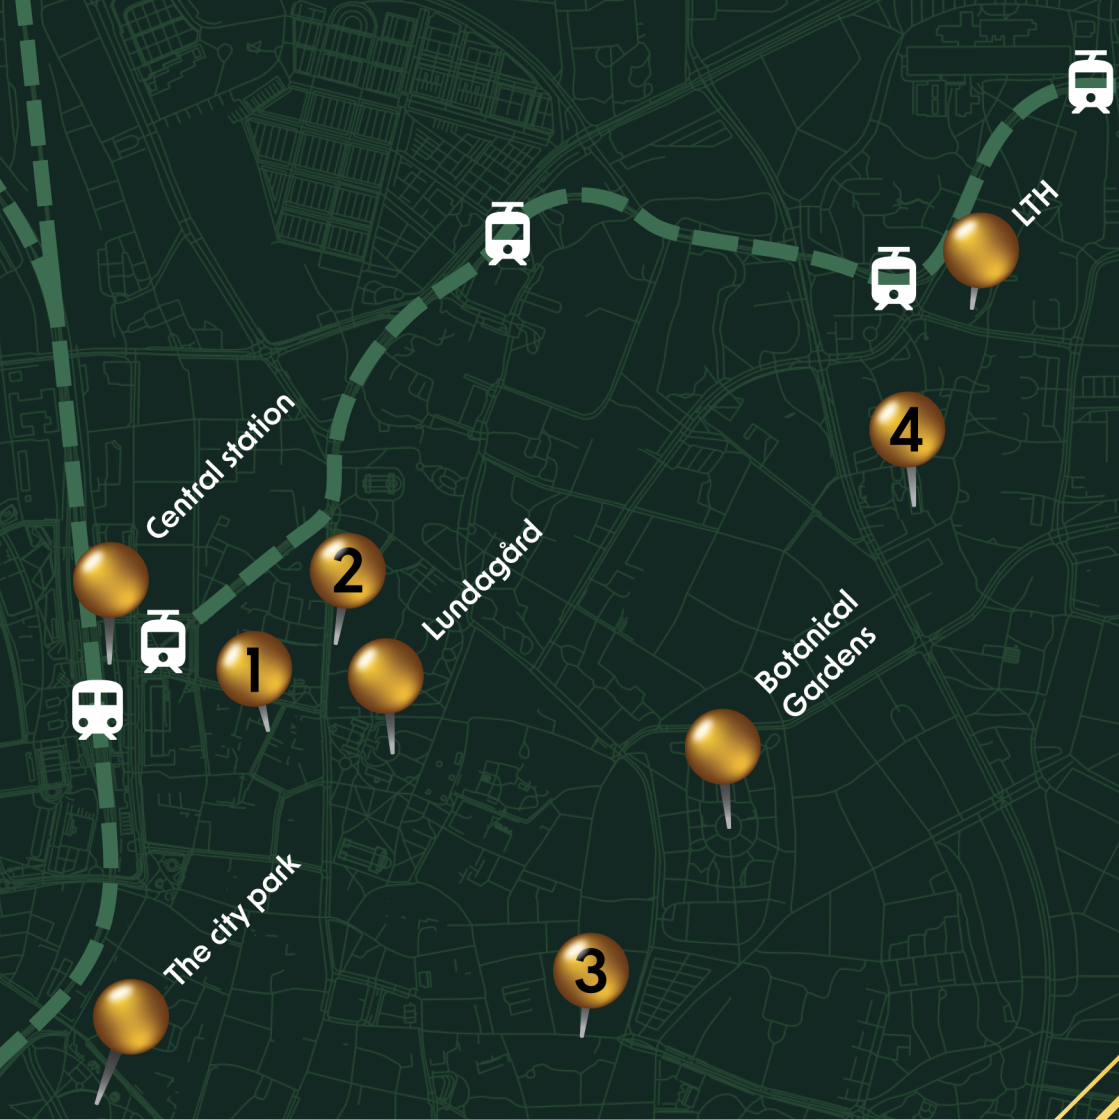 LTH
Central station
4
2
Lundagård
1
Botanical
Gardens
The city park
3